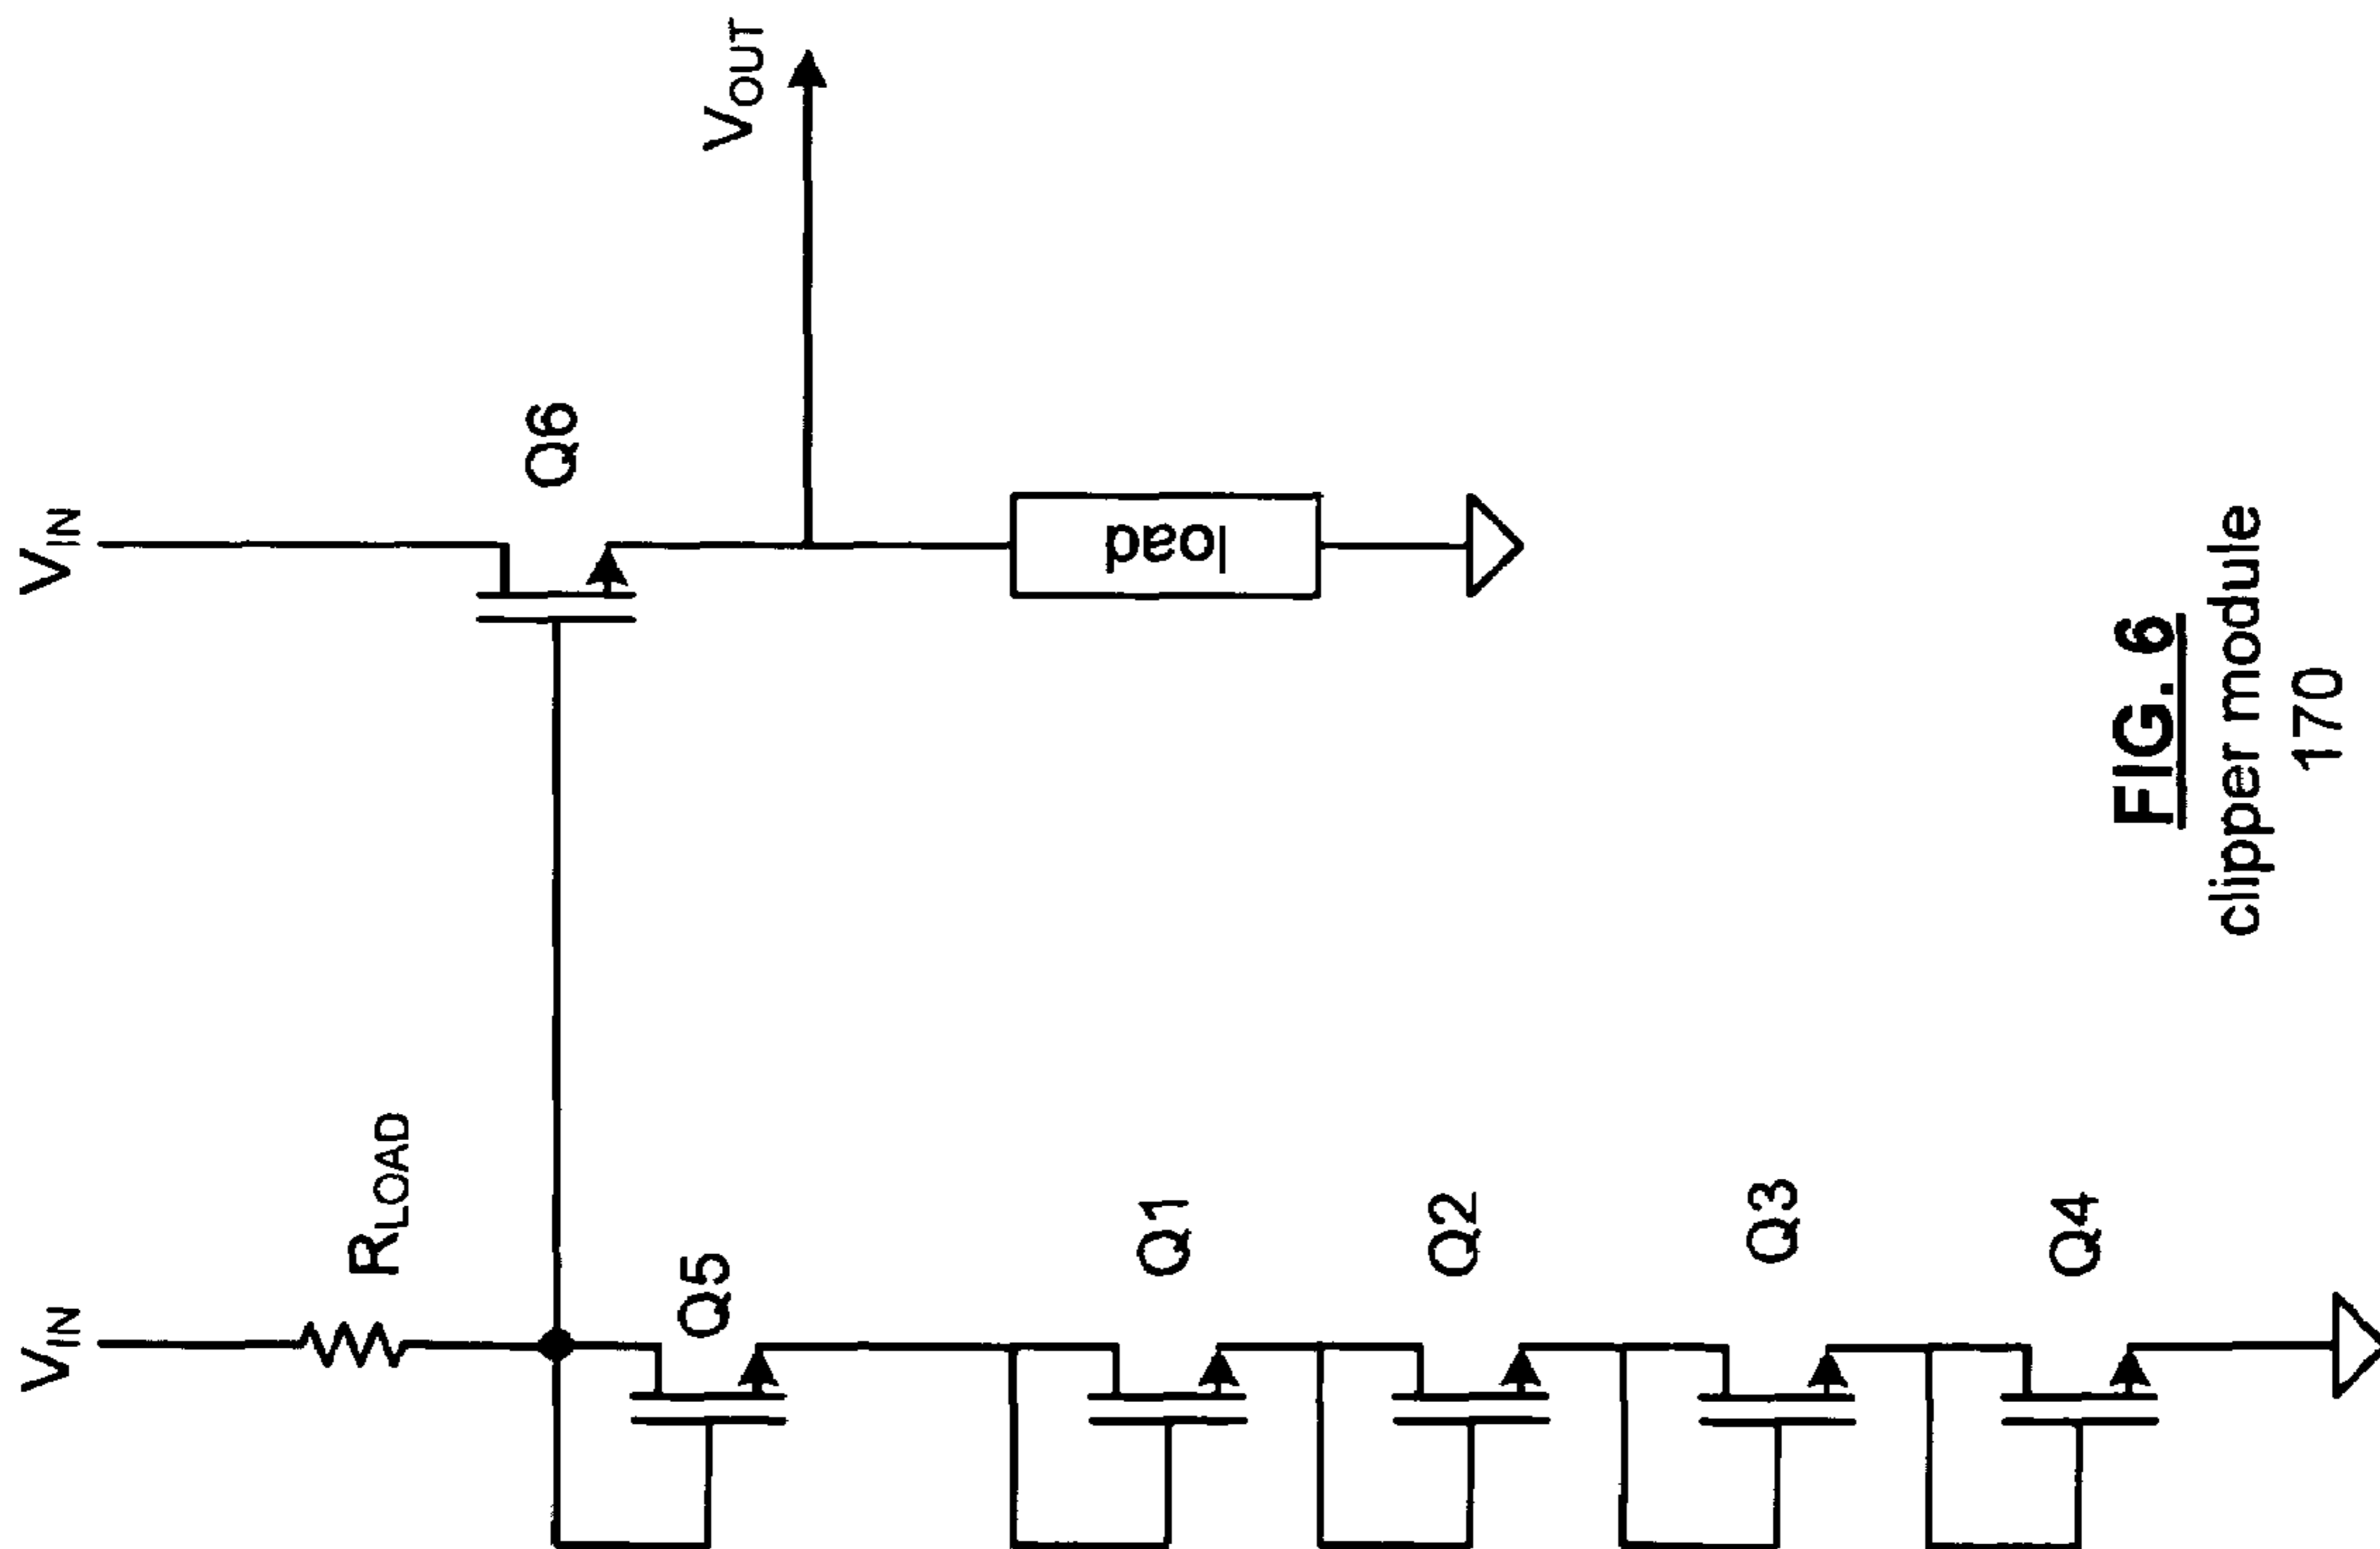 V_IN
V_IN
R_LOAD
Q6
V_OUT
Q5
load
Q1
Q2
Q3
Q4
FIG. 6
clipper module
170